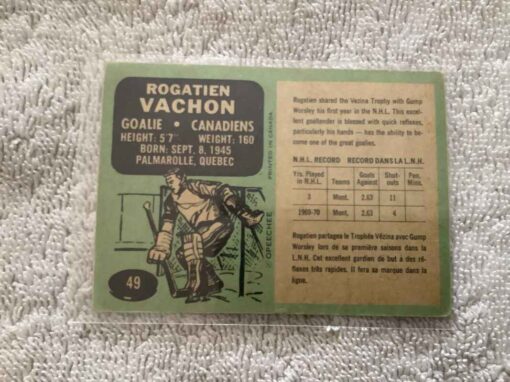 ROGATIEN
VACHON
GOALIE • CANADIENS
HEIGHT: 5'7" WEIGHT: 160
BORN: SEPT. 8, 1945
PALMAROLLE, QUEBEC
49
© OPEECHEE PRINTED IN CANADA
Rogatien shared the Vezina Trophy with Gump
Worsley his first year in the N.H.L. This excel-
lent goaltender is blessed with quick reflexes,
particularly his hands — has the ability to be-
come one of the great goalies.
N.H.L. RECORD RECORD DANS LA L.N.H.
Yrs. Played in N.H.L. Teams Goals Against Shut-outs Pen. Mins.
3 Mont. 2.63 11
1969-70 Mont. 2.63 4
Rogatien partagea le Trophée Vézina avec Gump
Worsley lors de se première saisons dans la
L.N.H. Cet excellent gardien de but a des ré-
flexes très rapides. Il fera sa marque dans la
ligue.